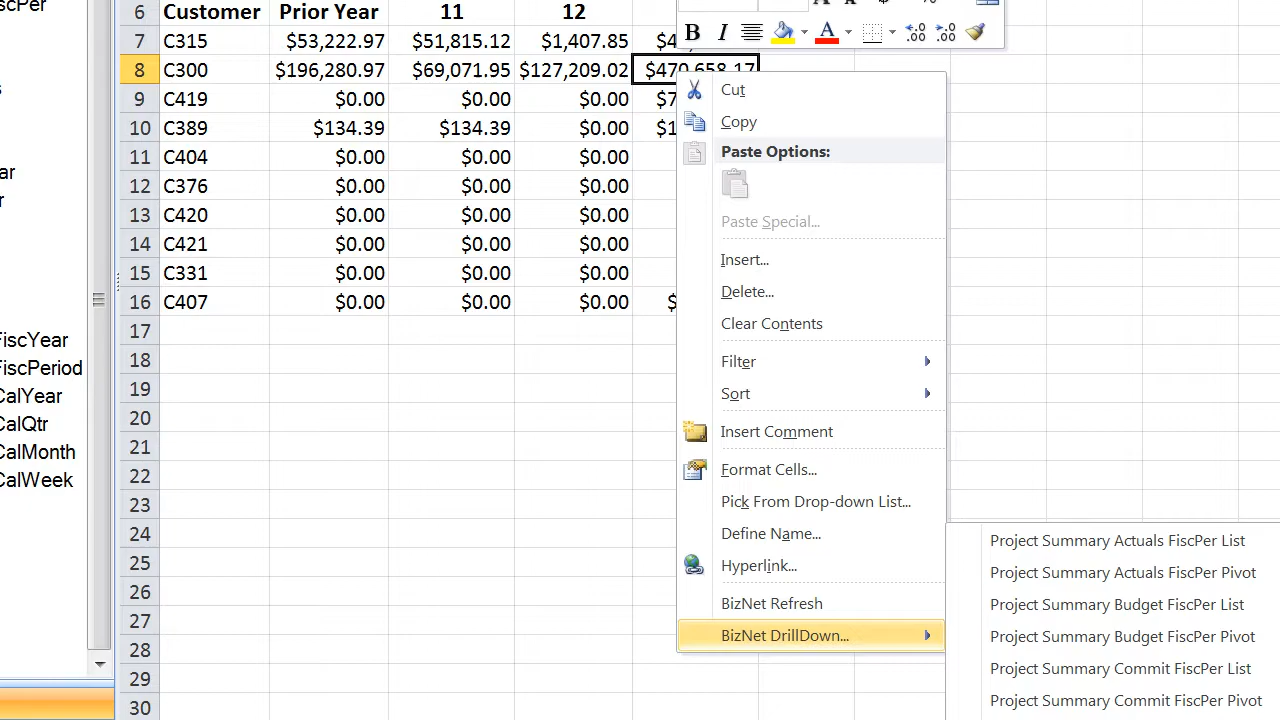 scPer
6 Customer Prior Year 11 12
7 C315 $53,222.97 $51,815.12 $1,407.85
8 C300 $196,280.97 $69,071.95 $127,209.02 $470,658.17
9 C419 $0.00 $0.00 $0.00 $7
10 C389 $134.39 $134.39 $0.00 $1
11 C404 $0.00 $0.00 $0.00
12 C376 $0.00 $0.00 $0.00
13 C420 $0.00 $0.00 $0.00
14 C421 $0.00 $0.00 $0.00
15 C331 $0.00 $0.00 $0.00
16 C407 $0.00 $0.00 $0.00 $
17
18
19
20
21
22
23
24
25
26
27
28
29
30
ar
r
FiscYear
FiscPeriod
CalYear
CalQtr
CalMonth
CalWeek
B I A
Cut
Copy
Paste Options:
Paste Special...
Insert...
Delete...
Clear Contents
Filter
Sort
Insert Comment
Format Cells...
Pick From Drop-down List...
Define Name...
Hyperlink...
BizNet Refresh
BizNet DrillDown...
Project Summary Actuals FiscPer List
Project Summary Actuals FiscPer Pivot
Project Summary Budget FiscPer List
Project Summary Budget FiscPer Pivot
Project Summary Commit FiscPer List
Project Summary Commit FiscPer Pivot